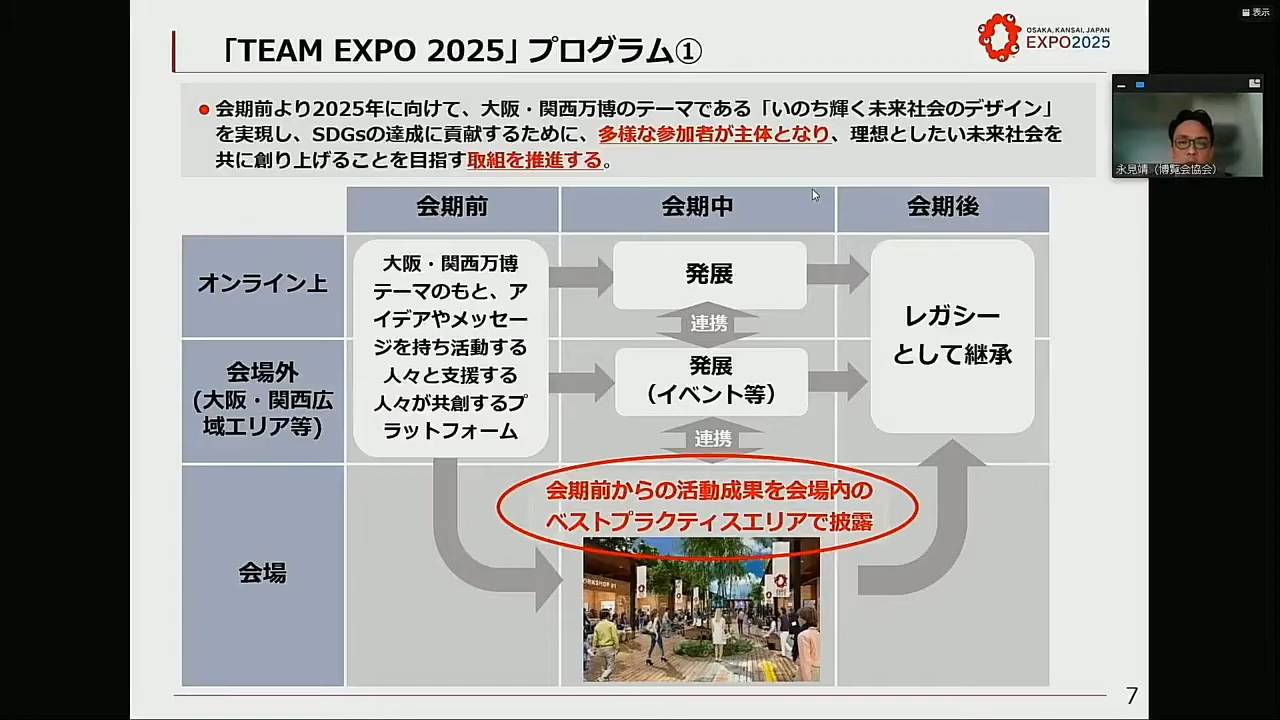 表示
「TEAM EXPO 2025」プログラム①
OSAKA, KANSAI, JAPAN
EXPO2025
●会期前より2025年に向けて、大阪・関西万博のテーマである「いのち輝く未来社会のデザイン」
を実現し、SDGsの達成に貢献するために、多様な参加者が主体となり、理想としたい未来社会を
共に創り上げることを目指す取組を推進する。
永見靖（博覧会協会）
会期前
会期中
会期後
オンライン上
大阪・関西万博
テーマのもと、ア
イデアやメッセー
ジを持ち活動する
人々と支援する
人々が共創するプ
ラットフォーム
発展
連携
レガシー
として継承
会場外
(大阪・関西広
域エリア等)
発展
（イベント等）
連携
会場
会期前からの活動成果を会場内の
ベストプラクティスエリアで披露
WORKSHOP 01
7